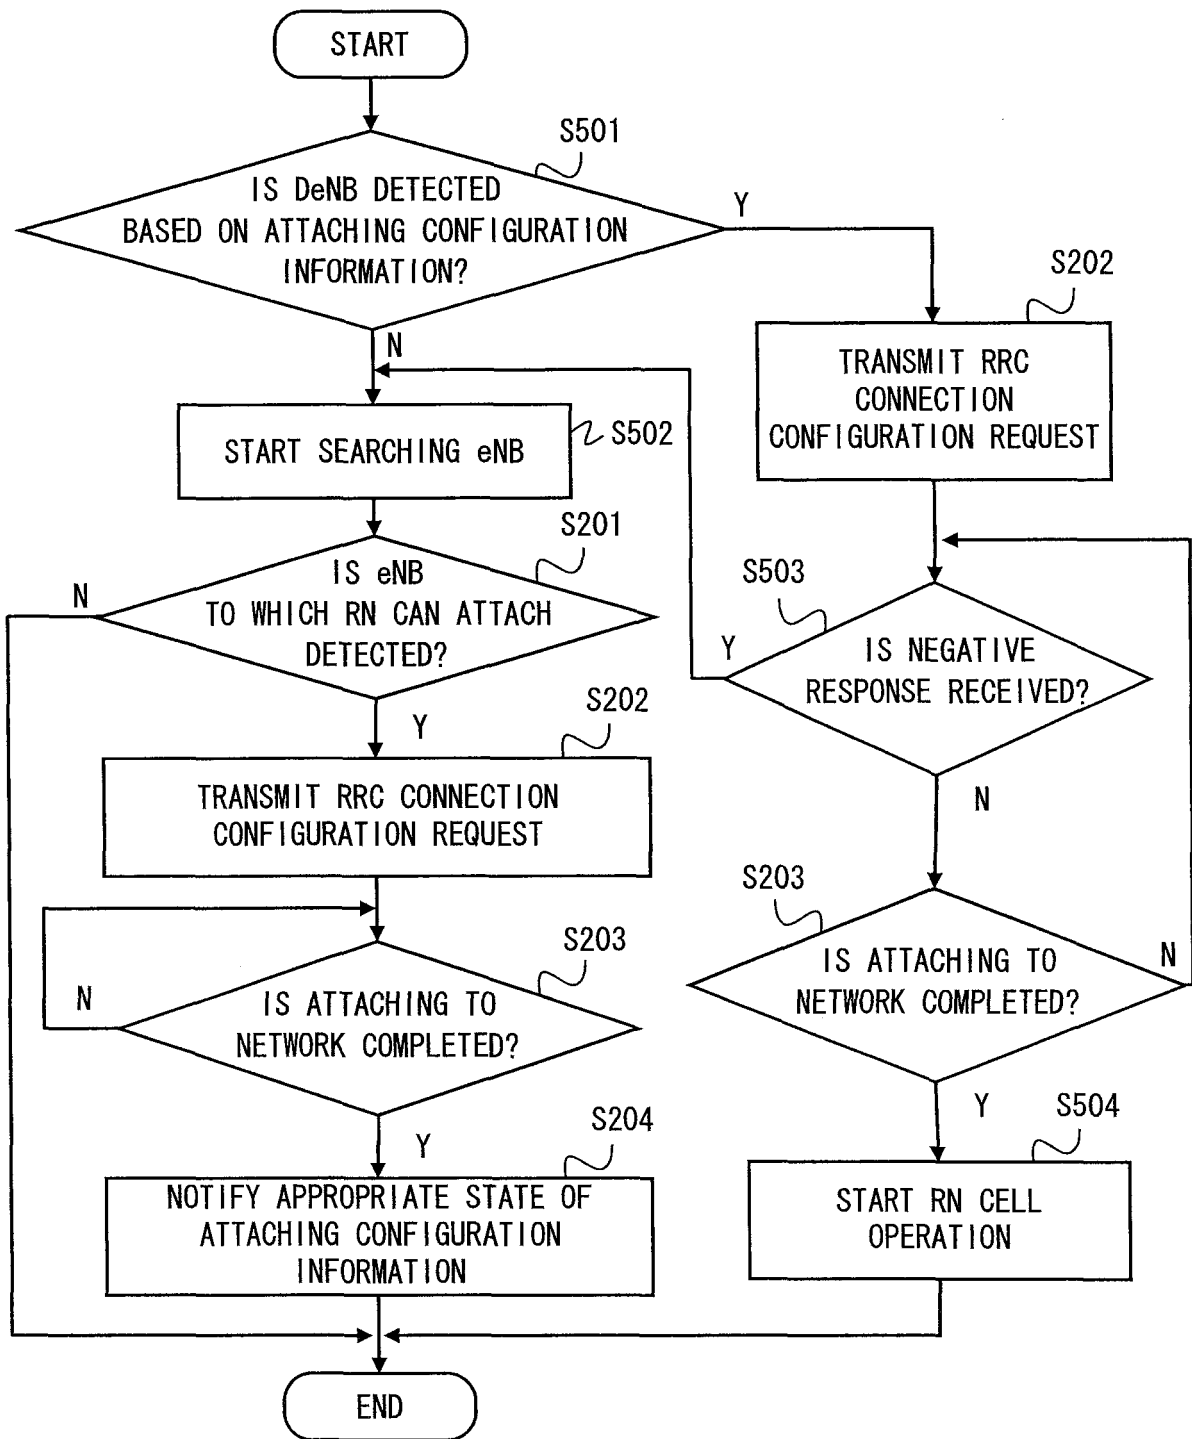 START
S501
IS DeNB DETECTED
BASED ON ATTACHING CONFIGURATION
INFORMATION?
Y
N
S202
TRANSMIT RRC
CONNECTION
CONFIGURATION REQUEST
START SEARCHING eNB
S502
S201
IS eNB
TO WHICH RN CAN ATTACH
DETECTED?
N
Y
S503
IS NEGATIVE
RESPONSE RECEIVED?
Y
N
S202
TRANSMIT RRC CONNECTION
CONFIGURATION REQUEST
S203
IS ATTACHING TO
NETWORK COMPLETED?
N
Y
S203
IS ATTACHING TO
NETWORK COMPLETED?
N
Y
S204
NOTIFY APPROPRIATE STATE OF
ATTACHING CONFIGURATION
INFORMATION
S504
START RN CELL
OPERATION
END